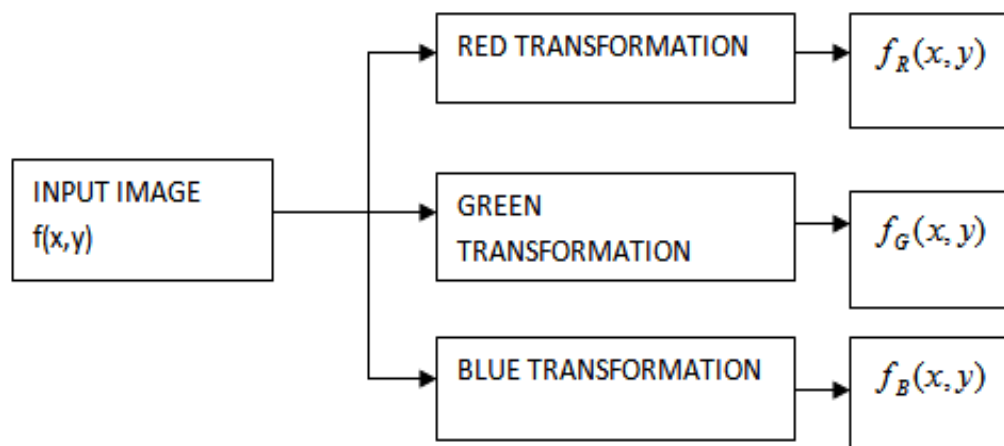 RED TRANSFORMATION
f_R(x, y)
INPUT IMAGE
f(x,y)
GREEN
TRANSFORMATION
f_G(x, y)
BLUE TRANSFORMATION
f_B(x, y)